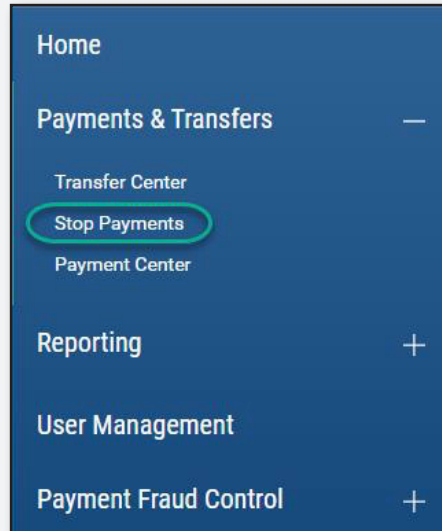 Home
Payments & Transfers
Transfer Center
Stop Payments
Payment Center
Reporting
User Management
Payment Fraud Control